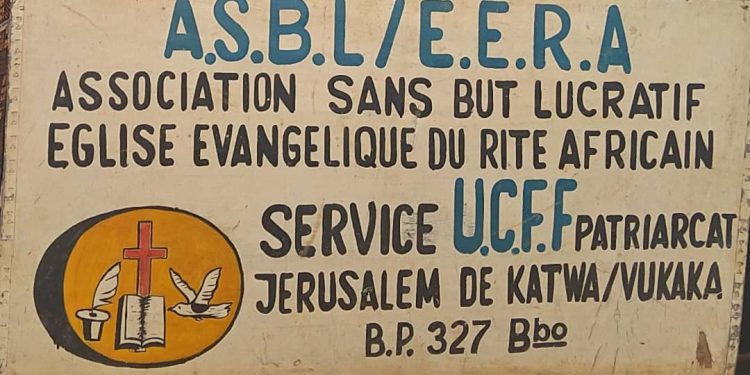 A.S.B.L/E.E.R.A
ASSOCIATION SANS BUT LUCRATIF
EGLISE EVANGELIQUE DU RITE AFRICAIN
SERVICE U.C.F.F PATRIARCAT
JERUSALEM DE KATWA/VUKAKA
B.P. 327 Bbo